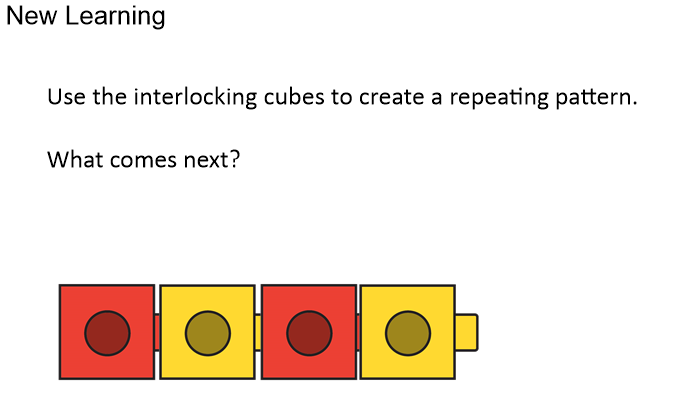 New Learning
Use the interlocking cubes to create a repeating pattern.
What comes next?